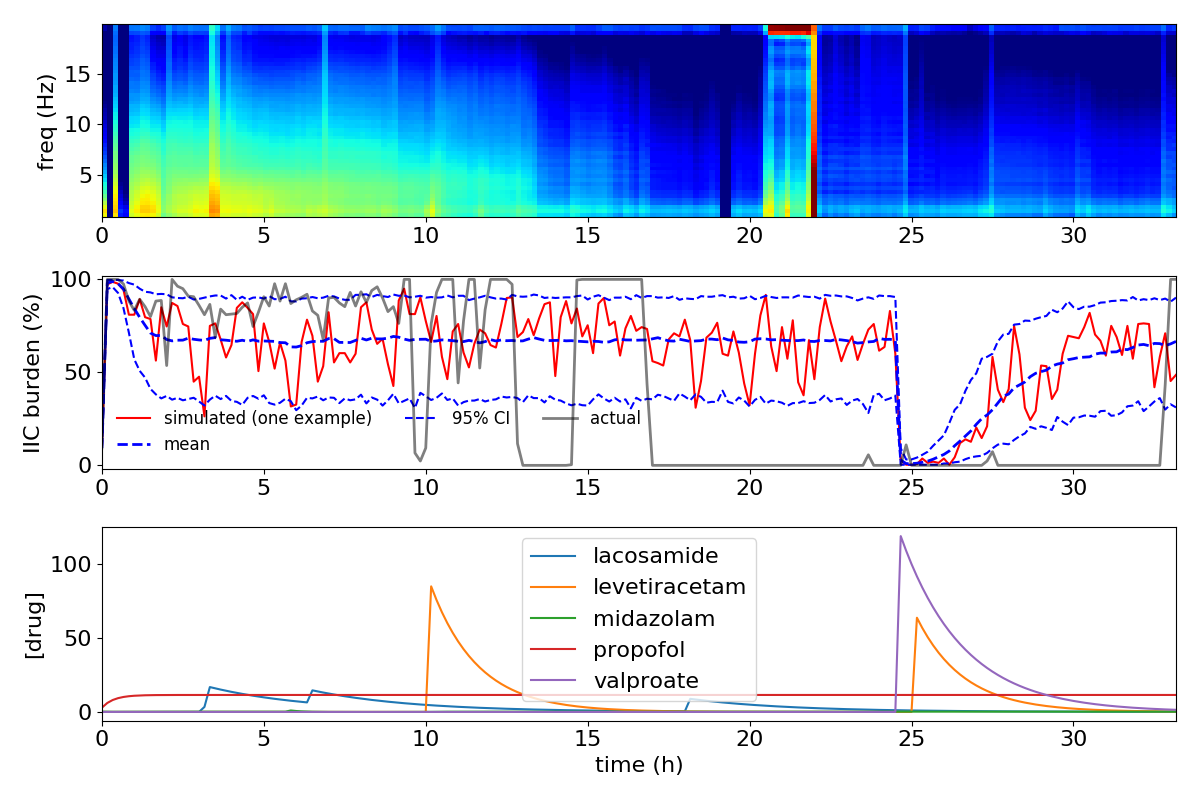 freq (Hz)
15
10
5
0 5 10 15 20 25 30
IIC burden (%)
100
50
0
simulated (one example) 95% CI actual
mean
0 5 10 15 20 25 30
[drug]
100
50
0
lacosamide
levetiracetam
midazolam
propofol
valproate
0 5 10 15 20 25 30
time (h)